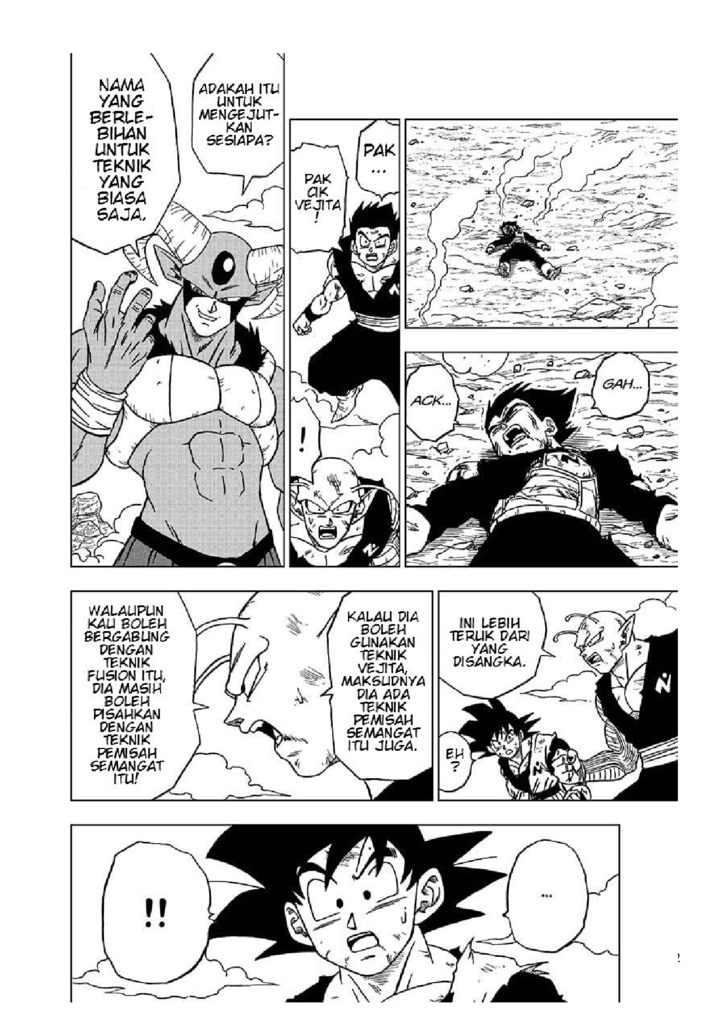 PAK
...
PAK
CIK
VEJITA
!
ADAKAH ITU
UNTUK
MENGEJUT-
KAN
SESIAPA?
NAMA
YANG
BERLE-
BIHAN
UNTUK
TEKNIK
YANG
BIASA
SAJA.
GAH...
ACK...
!
INI LEBIH
TERUK DARI
YANG
DISANGKA.
EH
?
KALAU DIA
BOLEH
GUNAKAN
TEKNIK
VEJITA,
MAKSUDNYA
DIA ADA
TEKNIK
PEMISAH
SEMANGAT
ITU JUGA.
WALAUPUN
KAU BOLEH
BERGABUNG
DENGAN
TEKNIK
FUSION ITU,
DIA MASIH
BOLEH
PISAHKAN
DENGAN
TEKNIK
PEMISAH
SEMANGAT
ITU!
...
!!